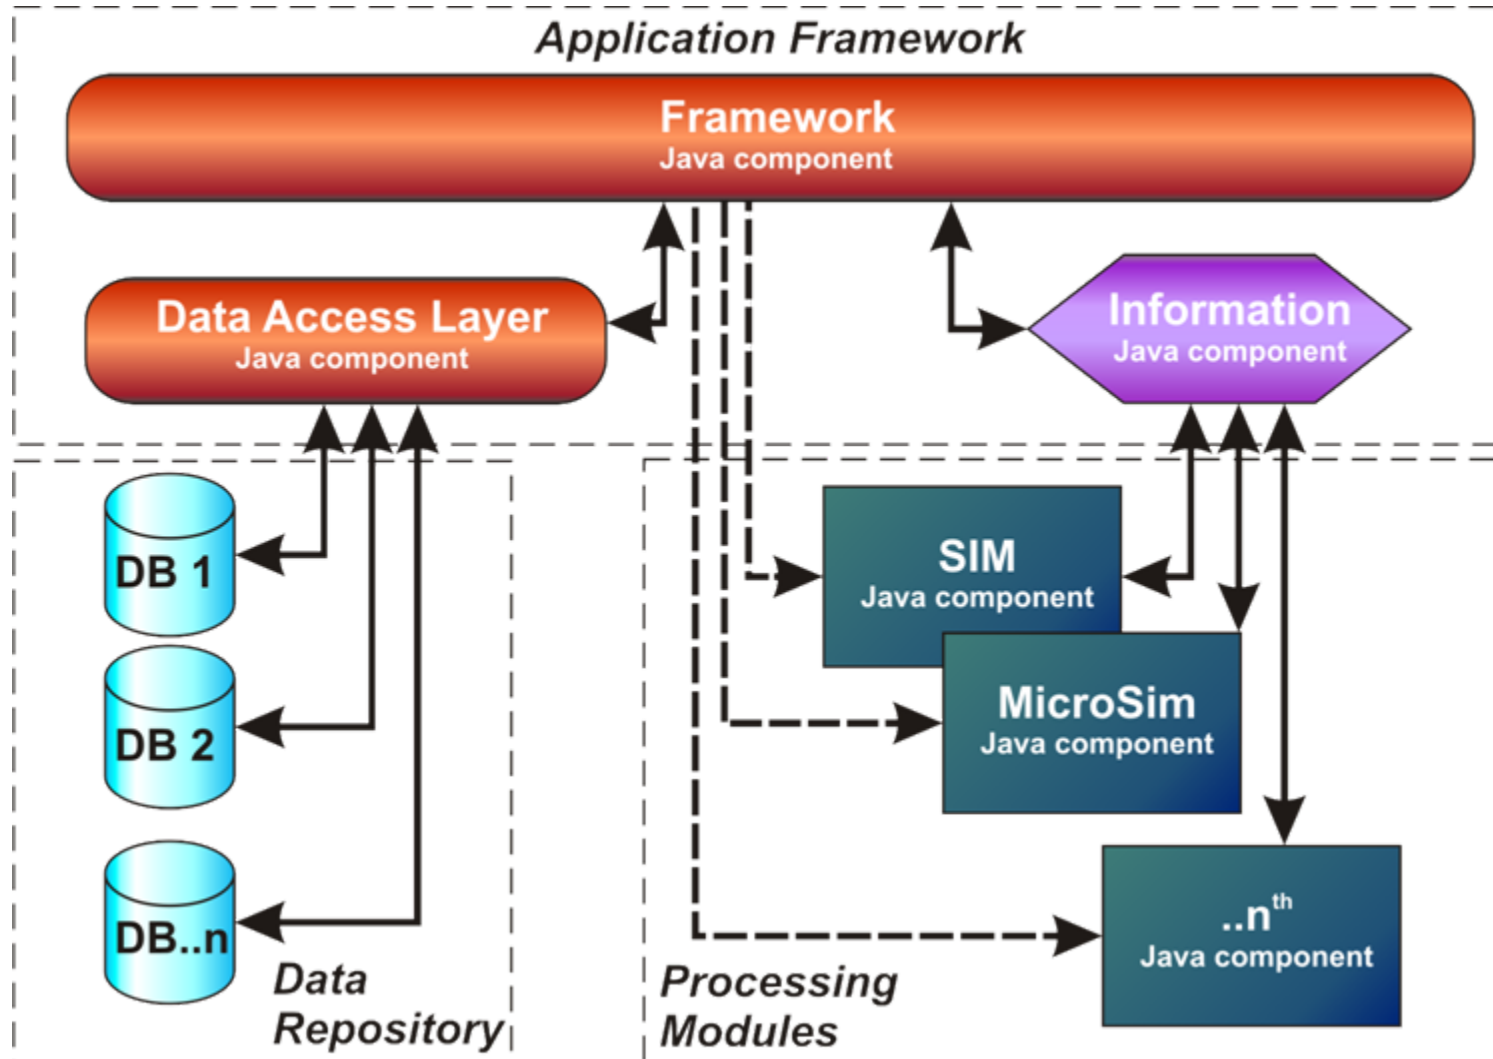 Application Framework
Framework
Java component
Data Access Layer
Java component
Information
Java component
DB 1
DB 2
DB..n
Data
Repository
SIM
Java component
MicroSim
Java component
..nth
Java component
Processing
Modules